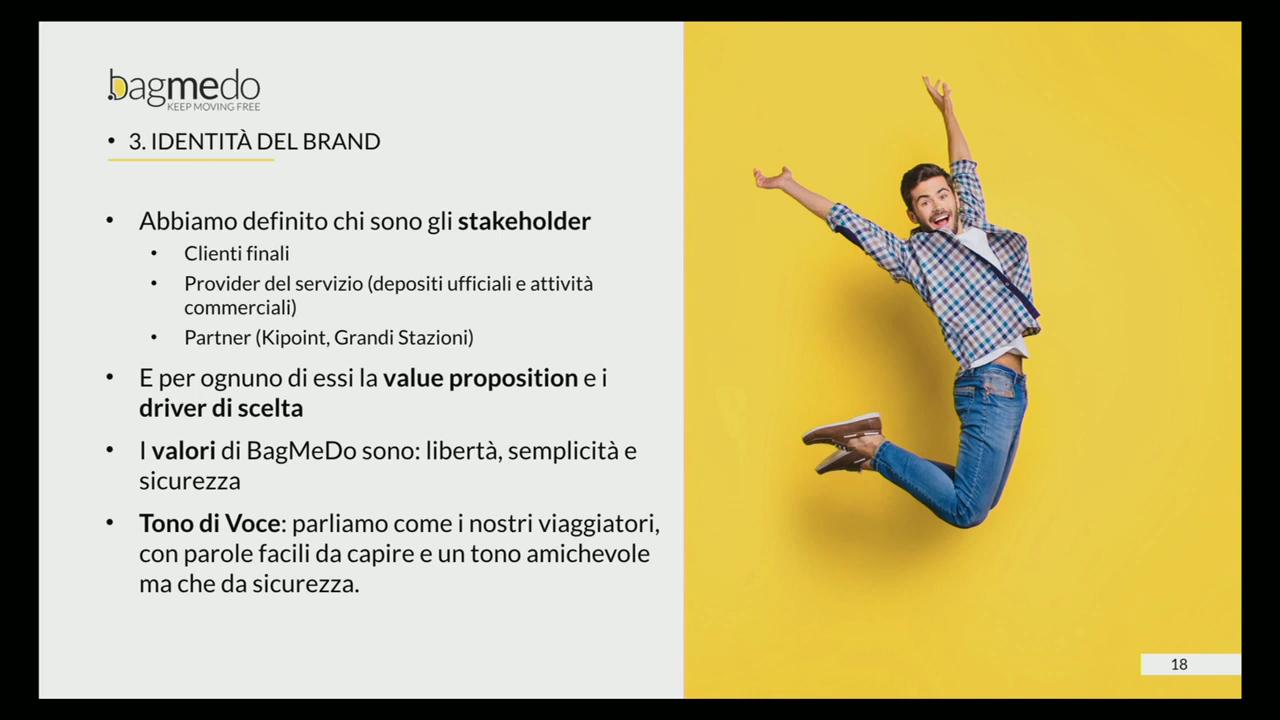 bagmedo
KEEP MOVING FREE
• 3. IDENTITÀ DEL BRAND
• Abbiamo definito chi sono gli stakeholder
• Clienti finali
• Provider del servizio (depositi ufficiali e attività
commerciali)
• Partner (Kipoint, Grandi Stazioni)
• E per ognuno di essi la value proposition e i
driver di scelta
• I valori di BagMeDo sono: libertà, semplicità e
sicurezza
• Tono di Voce: parliamo come i nostri viaggiatori,
con parole facili da capire e un tono amichevole
ma che da sicurezza.
18